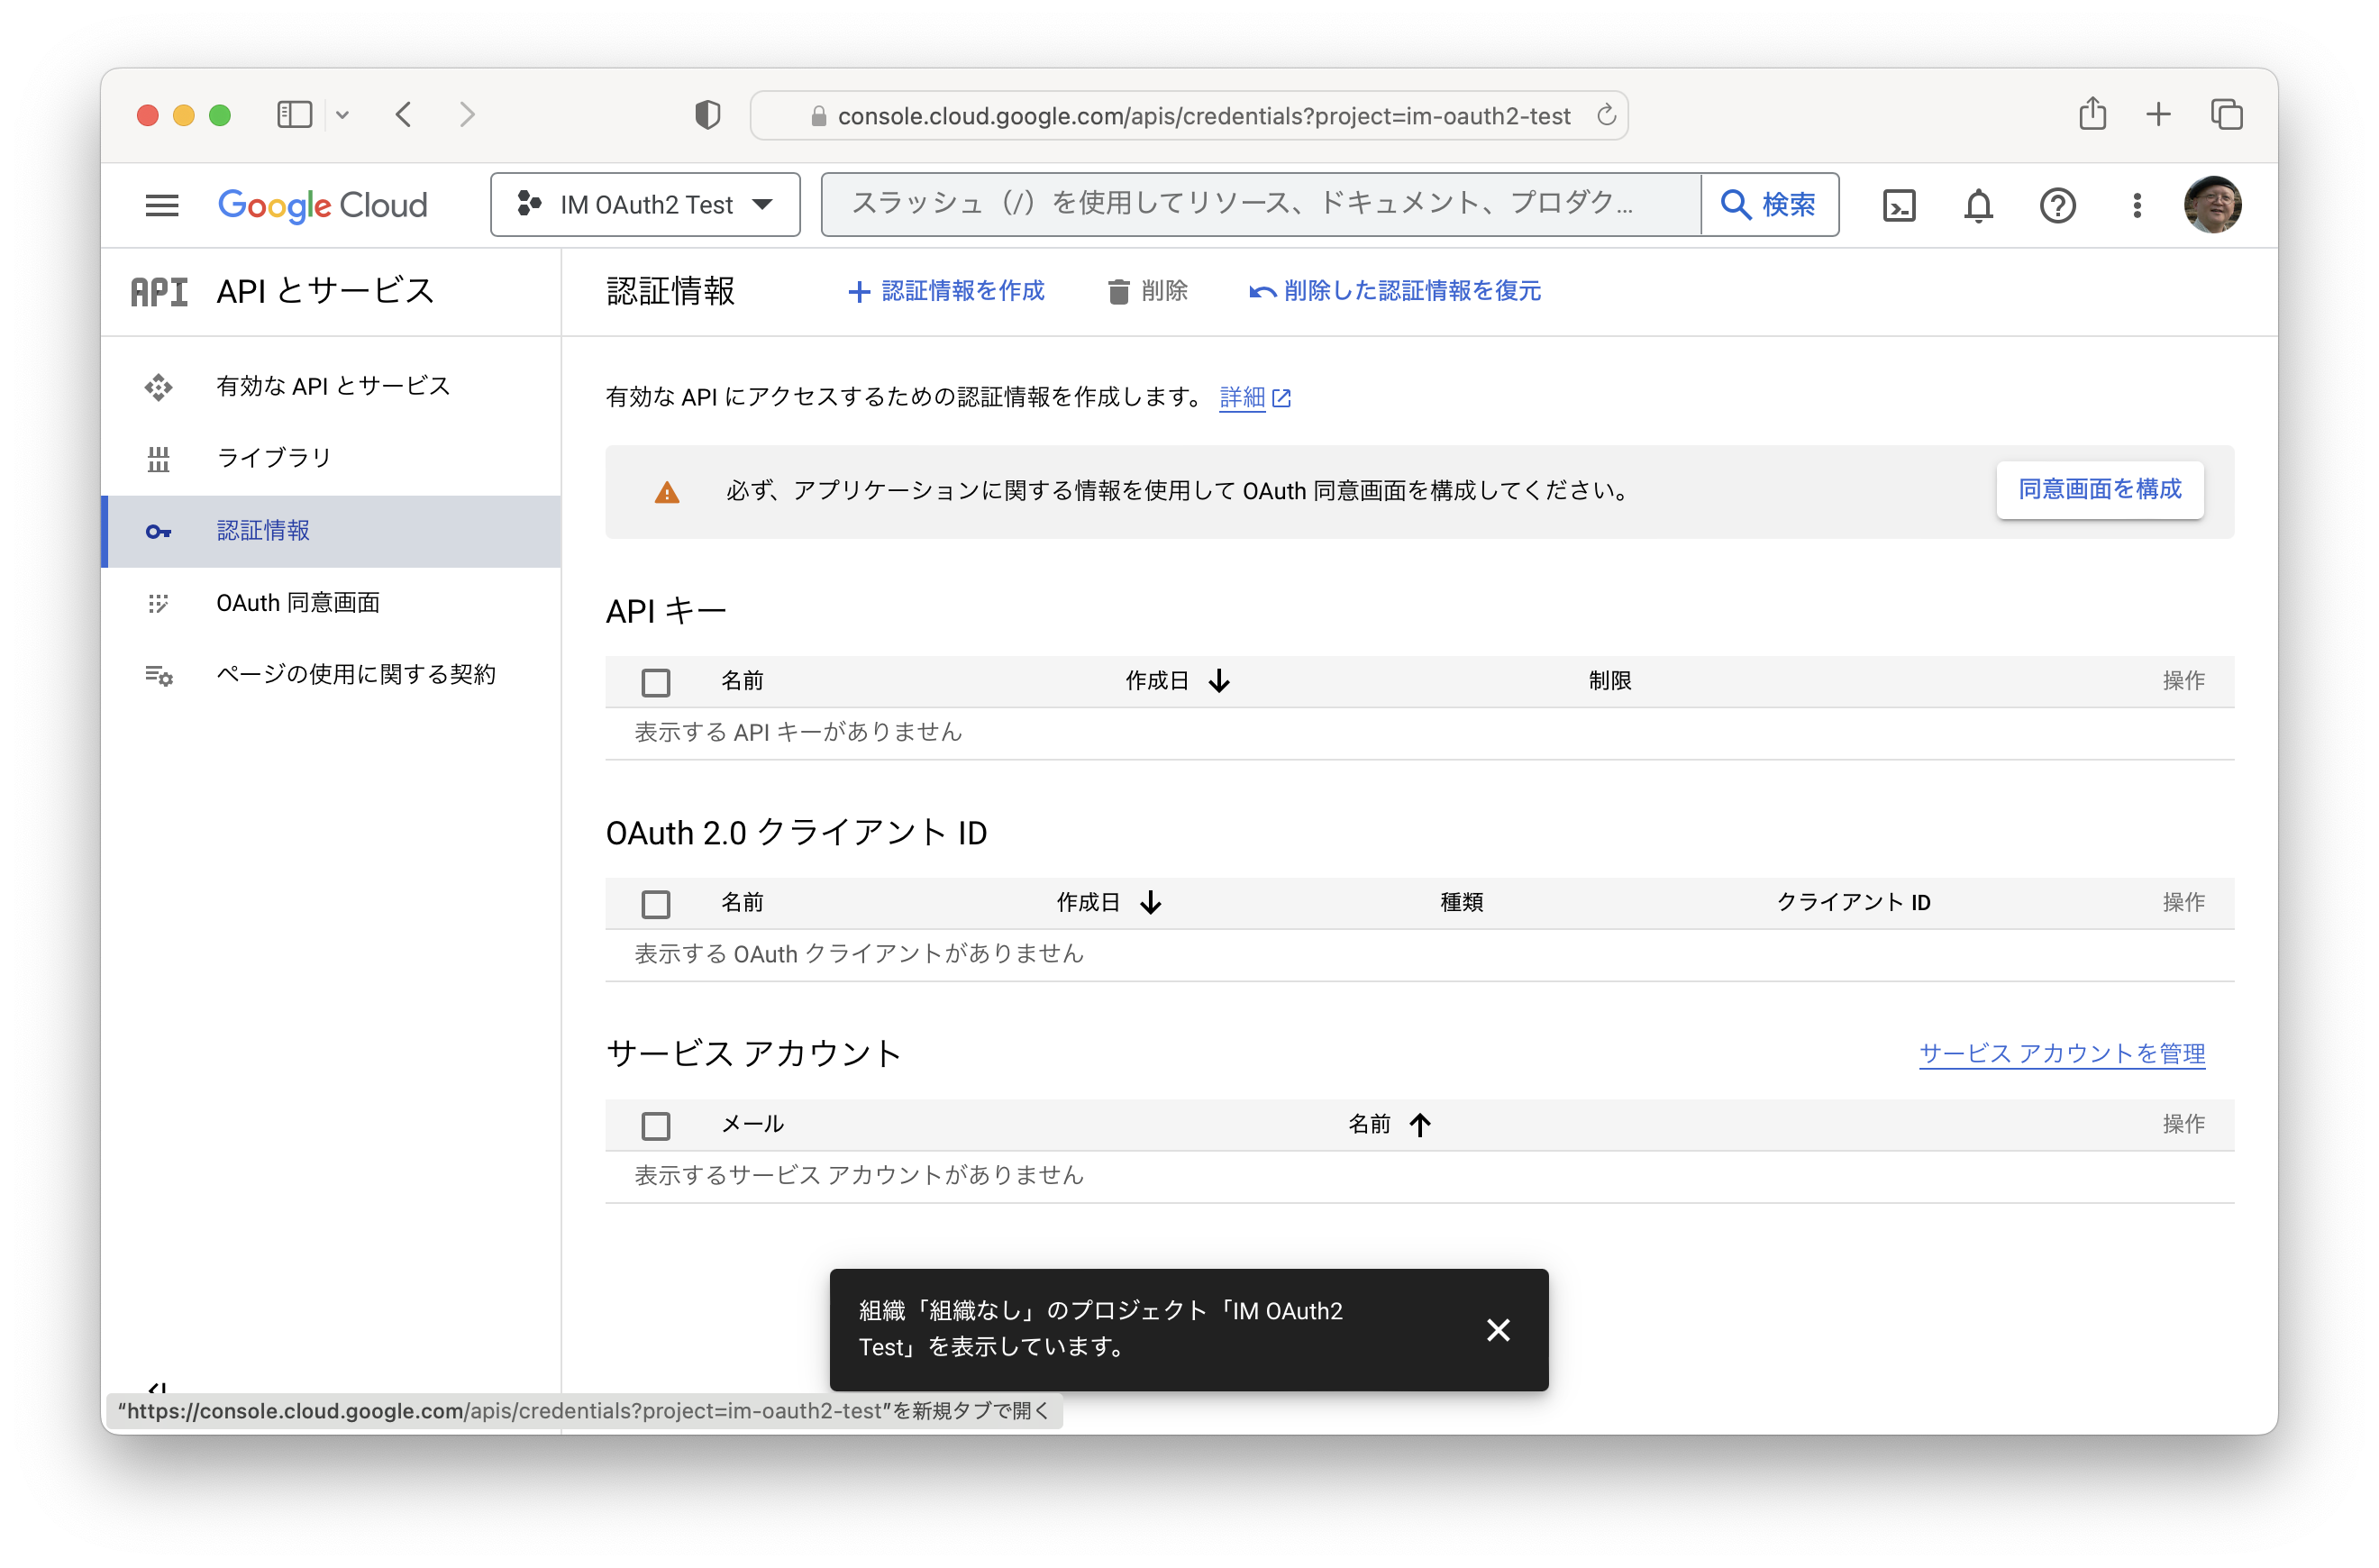 console.cloud.google.com/apis/credentials?project=im-oauth2-test
Google Cloud
IM OAuth2 Test
スラッシュ（/）を使用してリソース、ドキュメント、プロダク...
検索
API API とサービス
認証情報
認証情報を作成
削除
削除した認証情報を復元
有効な API とサービス
ライブラリ
認証情報
OAuth 同意画面
ページの使用に関する契約
有効な API にアクセスするための認証情報を作成します。 詳細
必ず、アプリケーションに関する情報を使用して OAuth 同意画面を構成してください。
同意画面を構成
API キー
名前 作成日 制限 操作
表示する API キーがありません
OAuth 2.0 クライアント ID
名前 作成日 種類 クライアント ID 操作
表示する OAuth クライアントがありません
サービス アカウント
サービス アカウントを管理
メール 名前 操作
表示するサービス アカウントがありません
組織「組織なし」のプロジェクト「IM OAuth2
Test」を表示しています。
“https://console.cloud.google.com/apis/credentials?project=im-oauth2-test”を新規タブで開く